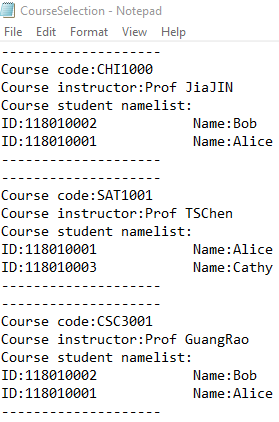 CourseSelection - Notepad
File Edit Format View Help
--------------------
Course code:CHI1000
Course instructor:Prof JiaJIN
Course student namelist:
ID:118010002 Name:Bob
ID:118010001 Name:Alice
--------------------
--------------------
Course code:SAT1001
Course instructor:Prof TSChen
Course student namelist:
ID:118010001 Name:Alice
ID:118010003 Name:Cathy
--------------------
--------------------
Course code:CSC3001
Course instructor:Prof GuangRao
Course student namelist:
ID:118010002 Name:Bob
ID:118010001 Name:Alice
--------------------